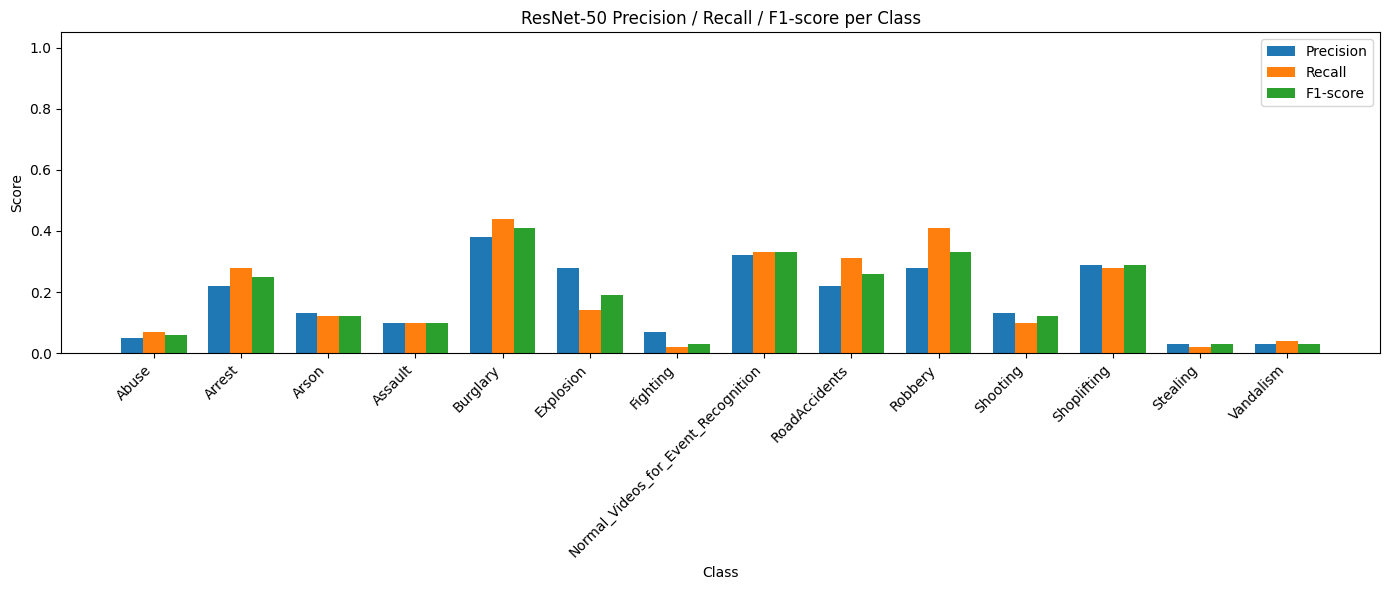 ResNet-50 Precision / Recall / F1-score per Class
Precision
Recall
F1-score
Score
1.0
0.8
0.6
0.4
0.2
0.0
Abuse
Arrest
Arson
Assault
Burglary
Explosion
Fighting
Normal_Videos_for_Event_Recognition
RoadAccidents
Robbery
Shooting
Shoplifting
Stealing
Vandalism
Class